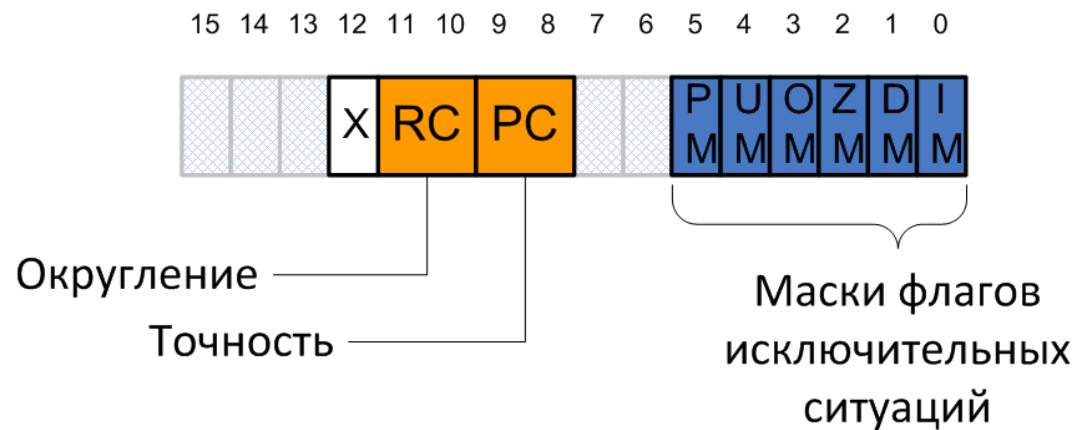 15 14 13 12 11 10 9 8 7 6 5 4 3 2 1 0
X RC PC P U O Z D I
M M M M M M
Округление
Точность
Маски флагов
исключительных
ситуаций